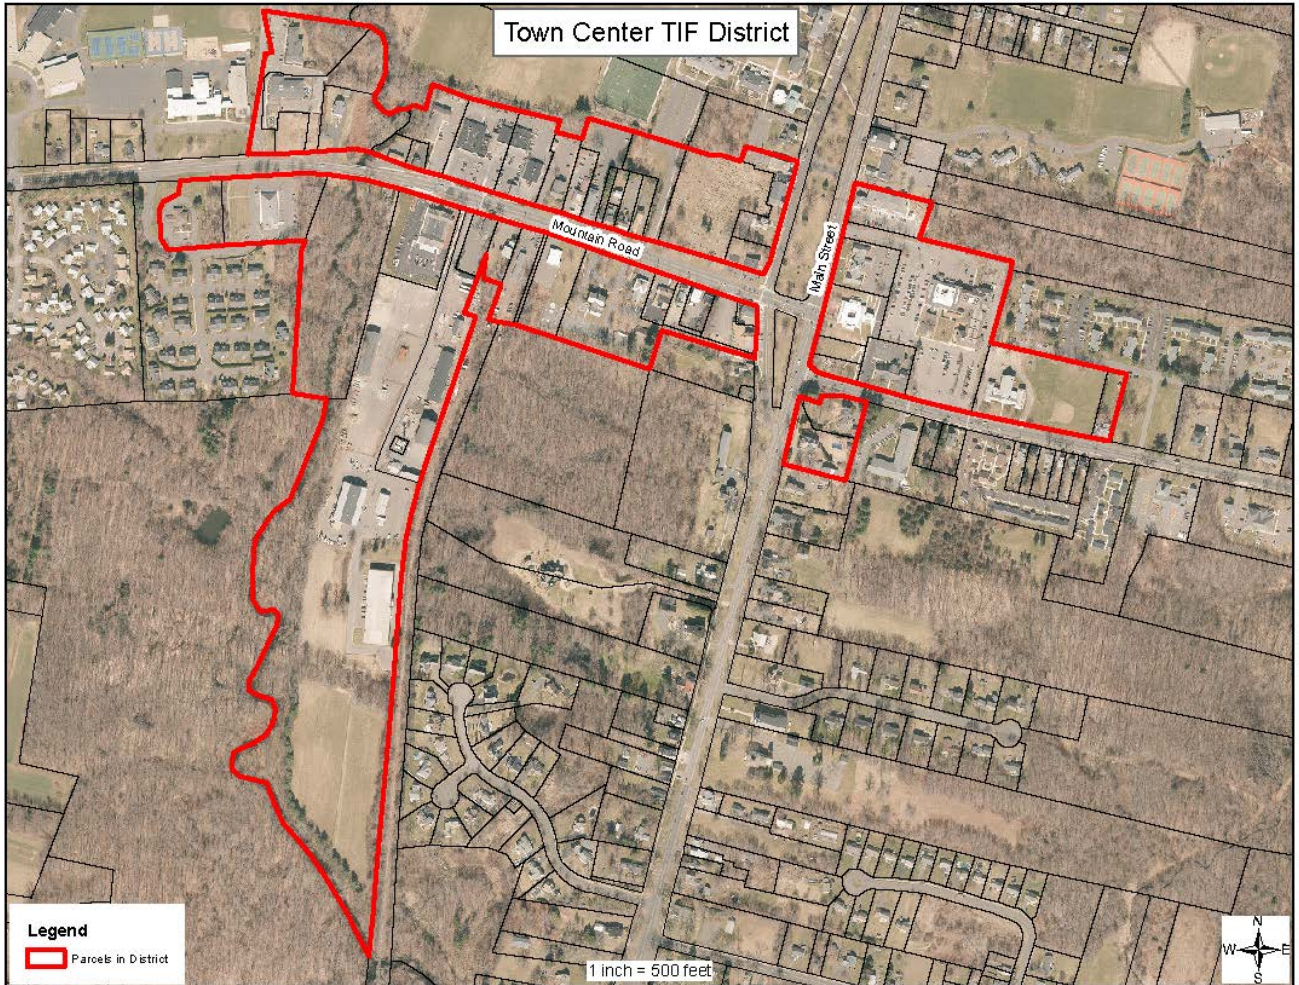 Town Center TIF District
Mountain Road
Main Street
Legend
Parcels in District
1 inch = 500 feet
N
W E
S